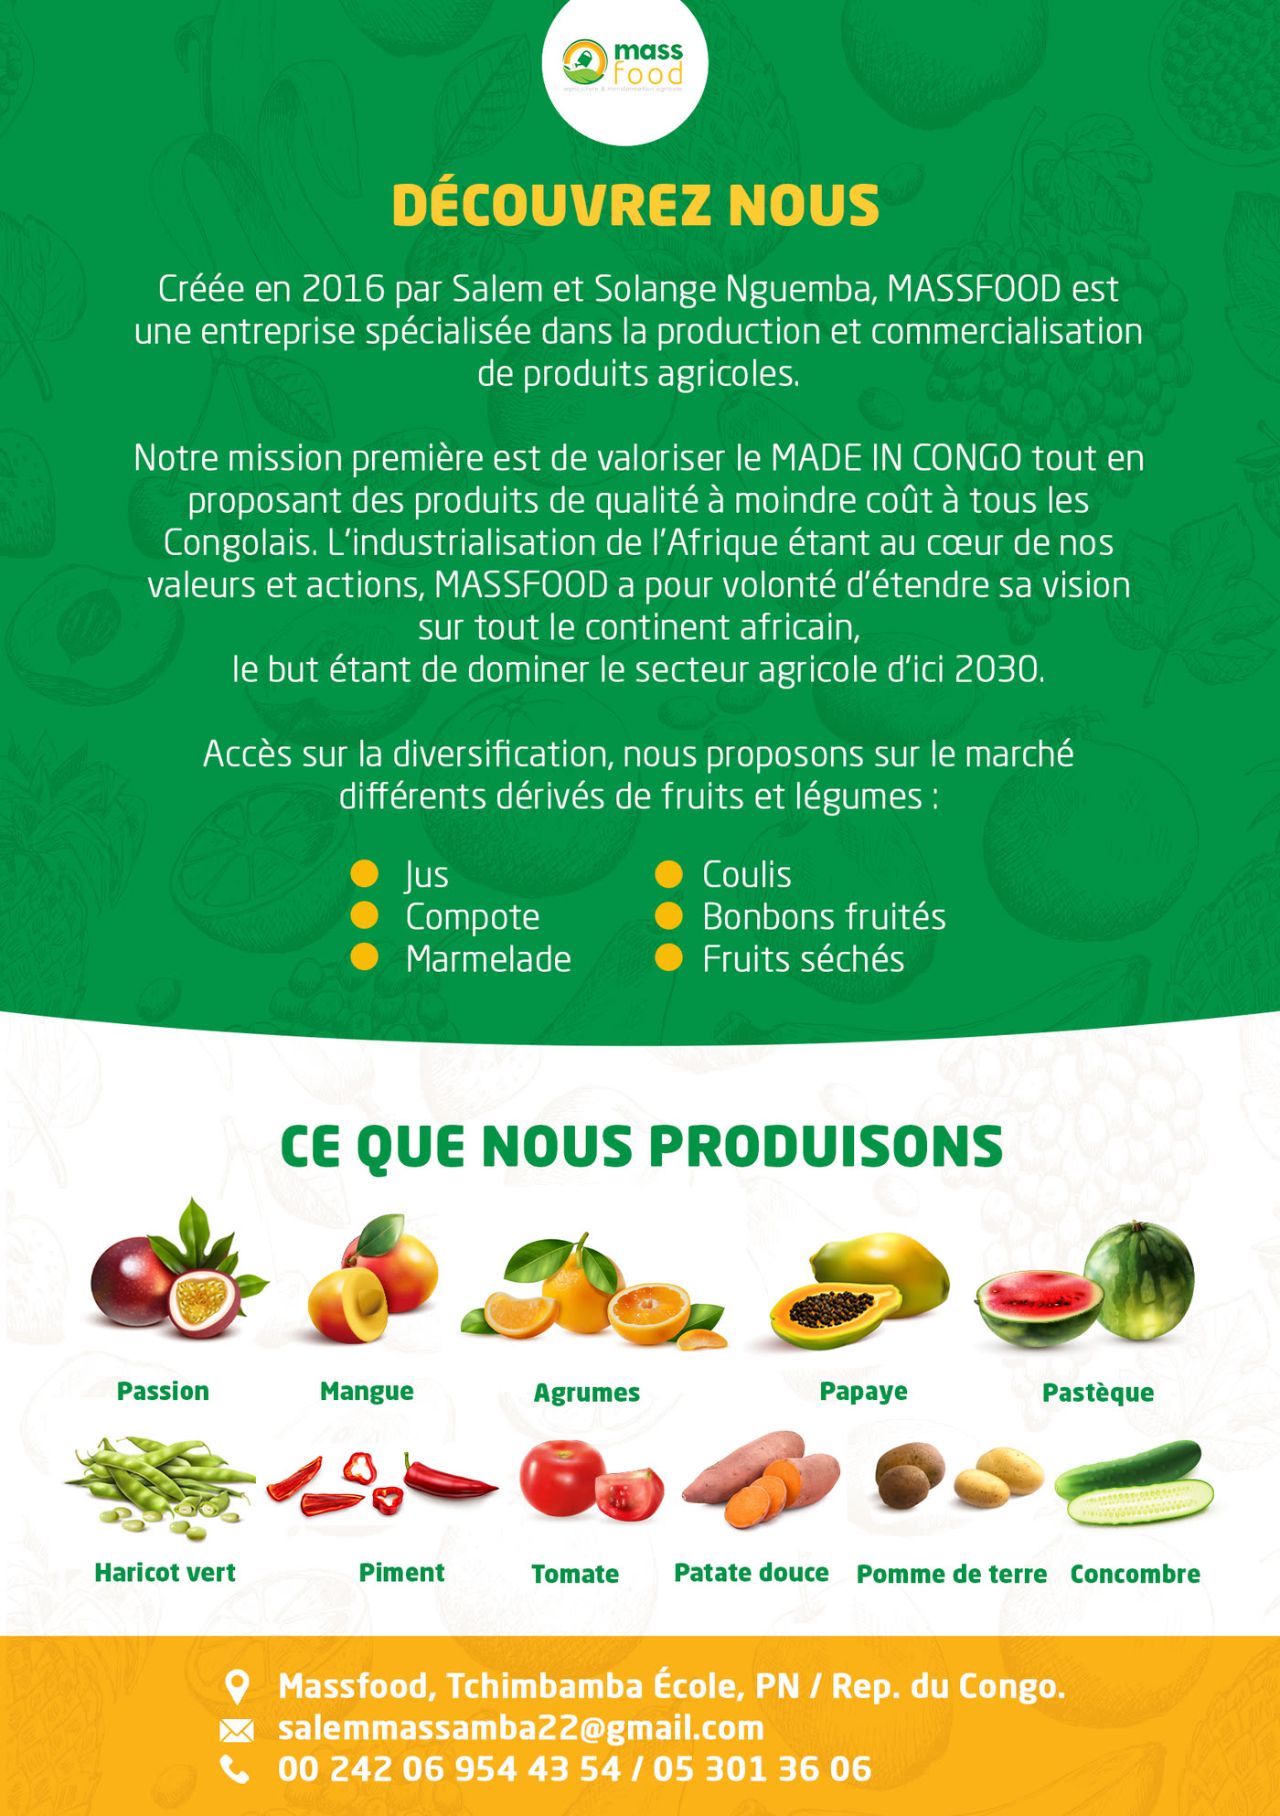 mass
food
agriculture & transformation agricole
DÉCOUVREZ NOUS
Créée en 2016 par Salem et Solange Nguemba, MASSFOOD est
une entreprise spécialisée dans la production et commercialisation
de produits agricoles.
Notre mission première est de valoriser le MADE IN CONGO tout en
proposant des produits de qualité à moindre coût à tous les
Congolais. L'industrialisation de l'Afrique étant au cœur de nos
valeurs et actions, MASSFOOD a pour volonté d'étendre sa vision
sur tout le continent africain,
le but étant de dominer le secteur agricole d'ici 2030.
Accès sur la diversification, nous proposons sur le marché
différents dérivés de fruits et légumes :
Jus
Compote
Marmelade
Coulis
Bonbons fruités
Fruits séchés
CE QUE NOUS PRODUISONS
Passion Mangue Agrumes Papaye Pastèque
Haricot vert Piment Tomate Patate douce Pomme de terre Concombre
Massfood, Tchimbamba École, PN / Rep. du Congo.
salemmassamba22@gmail.com
00 242 06 954 43 54 / 05 301 36 06